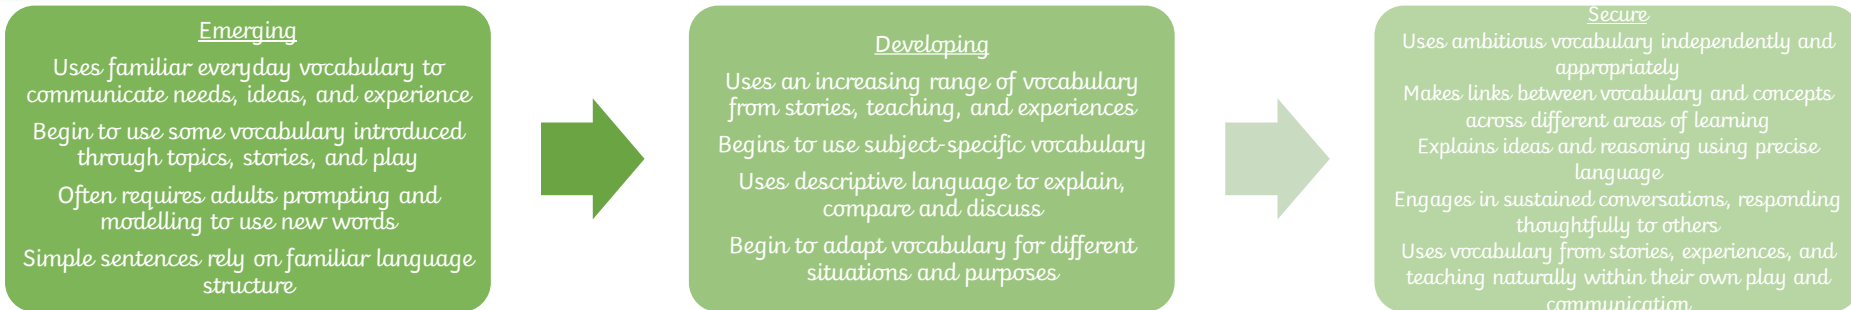 Emerging
Uses familiar everyday vocabulary to
communicate needs, ideas, and experience
Begin to use some vocabulary introduced
through topics, stories, and play
Often requires adults prompting and
modelling to use new words
Simple sentences rely on familiar language
structure
Developing
Uses an increasing range of vocabulary
from stories, teaching, and experiences
Begins to use subject-specific vocabulary
Uses descriptive language to explain,
compare and discuss
Begin to adapt vocabulary for different
situations and purposes
Secure
Uses ambitious vocabulary independently and
appropriately
Makes links between vocabulary and concepts
across different areas of learning
Explains ideas and reasoning using precise
language
Engages in sustained conversations, responding
thoughtfully to others
Uses vocabulary from stories, experiences, and
teaching naturally within their own play and
communication